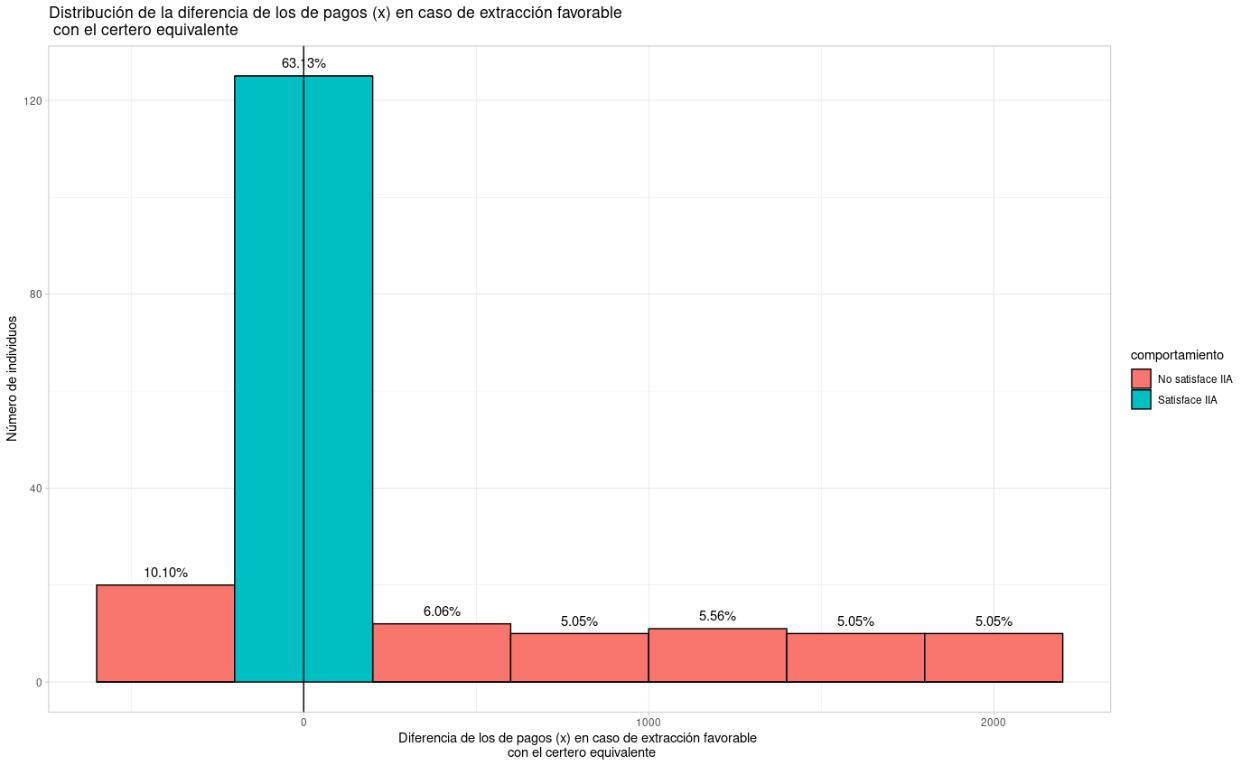 Distribución de la diferencia de los de pagos (x) en caso de extracción favorable
con el certero equivalente
63.13%
120
80
Número de individuos
comportamiento
No satisface IIA
Satisface IIA
40
10.10%
6.06%
5.05%
5.56%
5.05%
5.05%
0
0
1000
2000
Diferencia de los de pagos (x) en caso de extracción favorable
con el certero equivalente